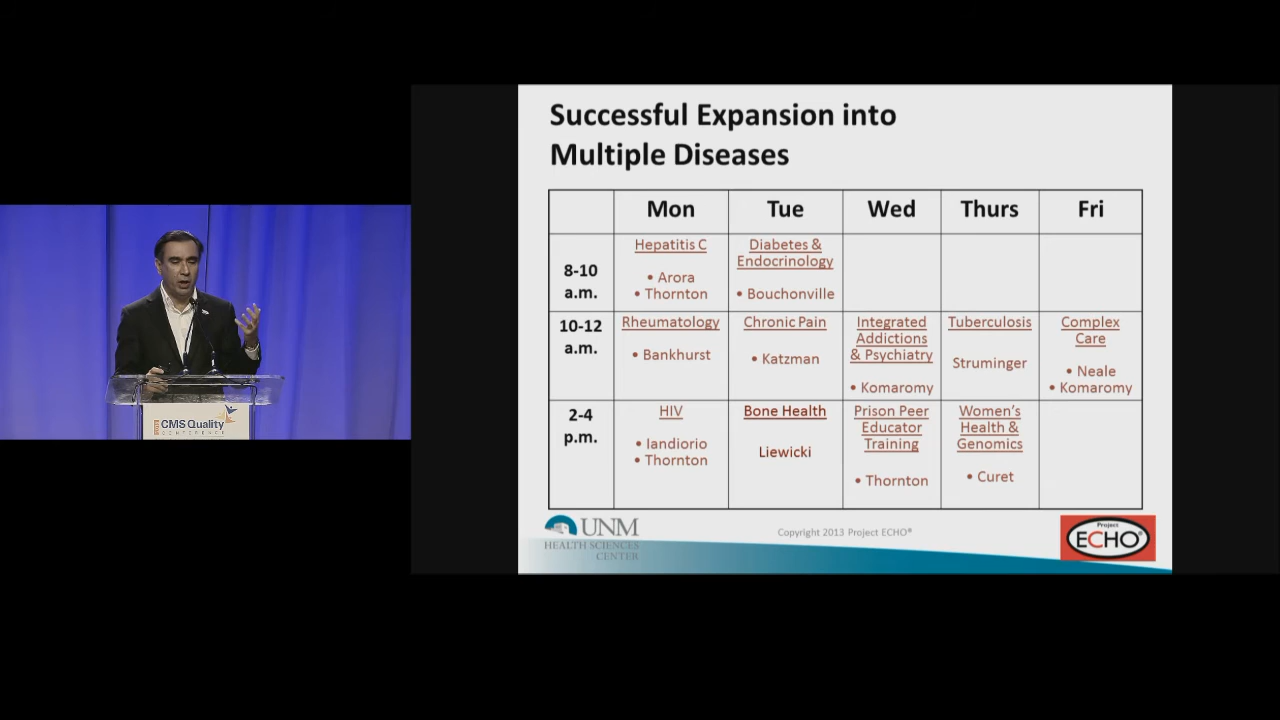 Successful Expansion into
Multiple Diseases
Mon Tue Wed Thurs Fri
8-10
a.m.
Hepatitis C
• Arora
• Thornton
Diabetes &
Endocrinology
• Bouchonville
10-12
a.m.
Rheumatology
• Bankhurst
Chronic Pain
• Katzman
Integrated
Addictions
& Psychiatry
• Komaromy
Tuberculosis
Struminger
Complex
Care
• Neale
• Komaromy
2-4
p.m.
HIV
• Iandiorio
• Thornton
Bone Health
Liewicki
Prison Peer
Educator
Training
• Thornton
Women's
Health &
Genomics
• Curet
UNM
HEALTH SCIENCES
CENTER
Copyright 2013 Project ECHO®
Project
ECHO®
CMS Quality
CONFERENCE